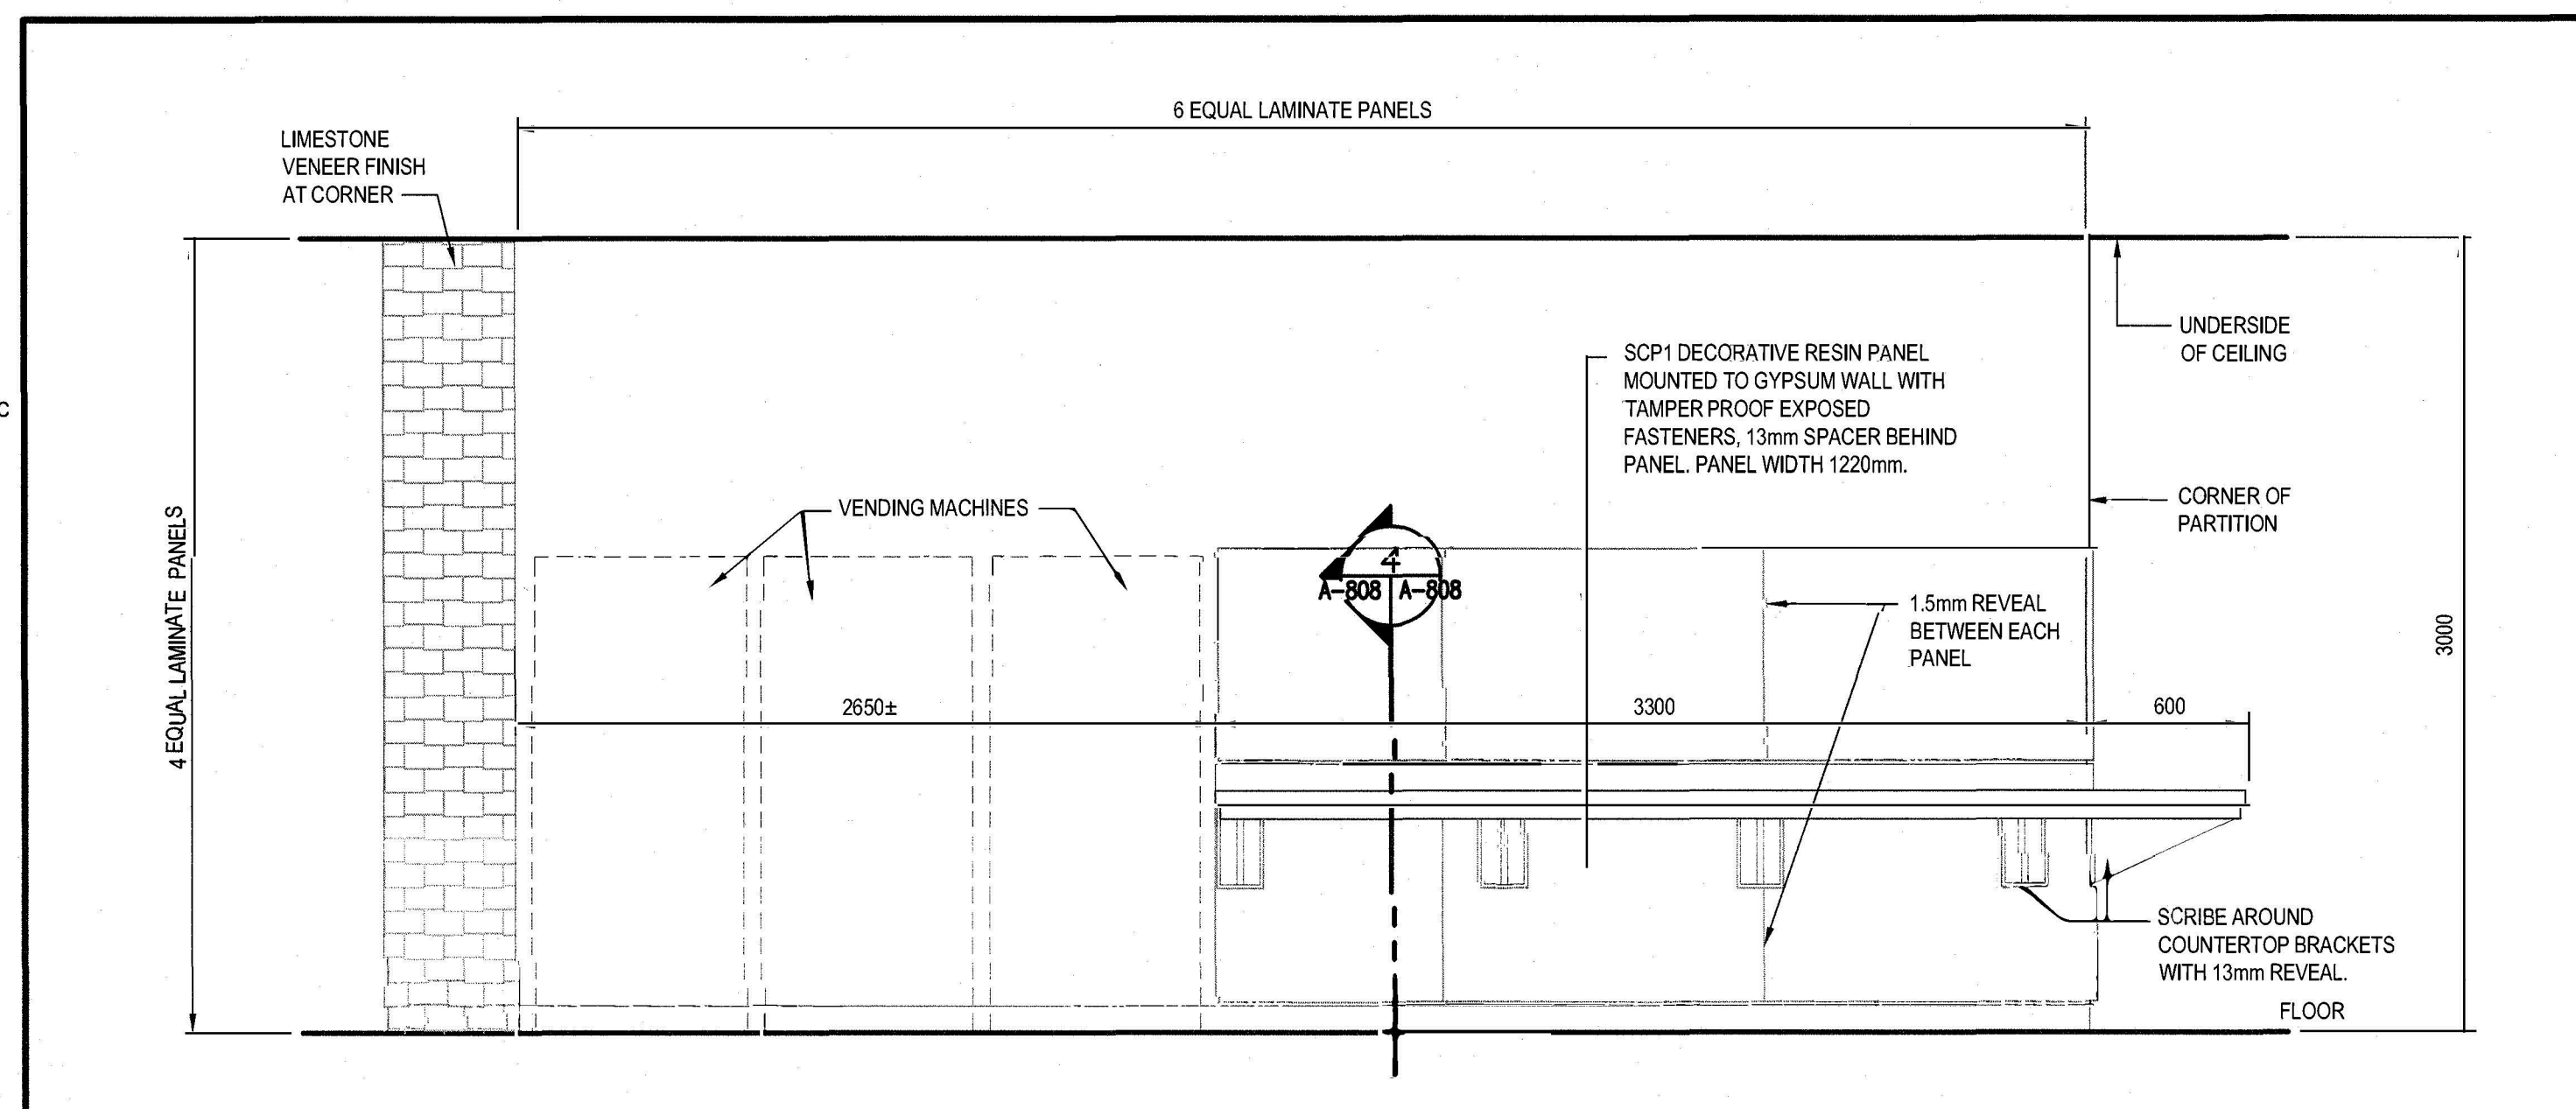 6 EQUAL LAMINATE PANELS
LIMESTONE
VENEER FINISH
AT CORNER
UNDERSIDE
OF CEILING
SCP1 DECORATIVE RESIN PANEL
MOUNTED TO GYPSUM WALL WITH
TAMPER PROOF EXPOSED
FASTENERS, 13mm SPACER BEHIND
PANEL. PANEL WIDTH 1220mm.
C
4 EQUAL LAMINATE PANELS
VENDING MACHINES
CORNER OF
PARTITION
4
A-808 A-808
1.5mm REVEAL
BETWEEN EACH
PANEL
3000
2650±
3300
600
SCRIBE AROUND
COUNTERTOP BRACKETS
WITH 13mm REVEAL.
FLOOR